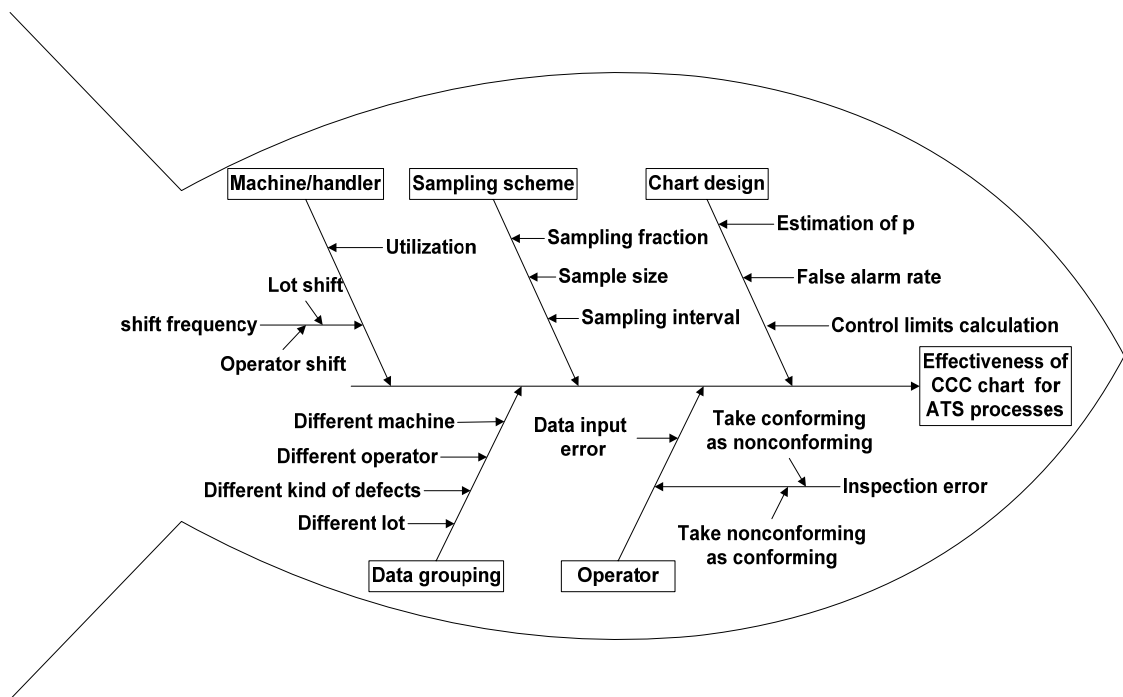 Machine/handler
Sampling scheme
Chart design
Utilization
Lot shift
shift frequency
Operator shift
Sampling fraction
Sample size
Sampling interval
Estimation of p
False alarm rate
Control limits calculation
Effectiveness of
CCC chart for
ATS processes
Different machine
Different operator
Different kind of defects
Different lot
Data grouping
Data input
error
Take conforming
as nonconforming
Inspection error
Take nonconforming
as conforming
Operator